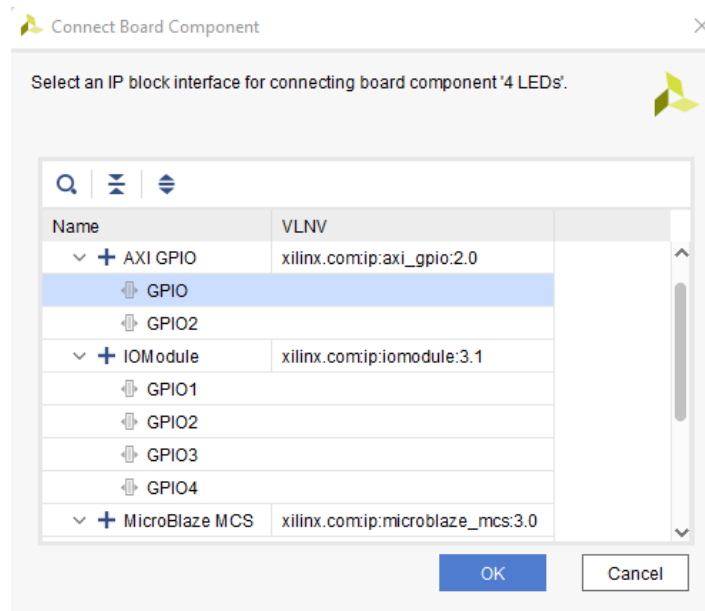 Connect Board Component
Select an IP block interface for connecting board component '4 LEDs'.
Name VLNV
AXI GPIO xilinx.com:ip:axi_gpio:2.0
GPIO
GPIO2
IOModule xilinx.com:ip:iomodule:3.1
GPIO1
GPIO2
GPIO3
GPIO4
MicroBlaze MCS xilinx.com:ip:microblaze_mcs:3.0
OK Cancel